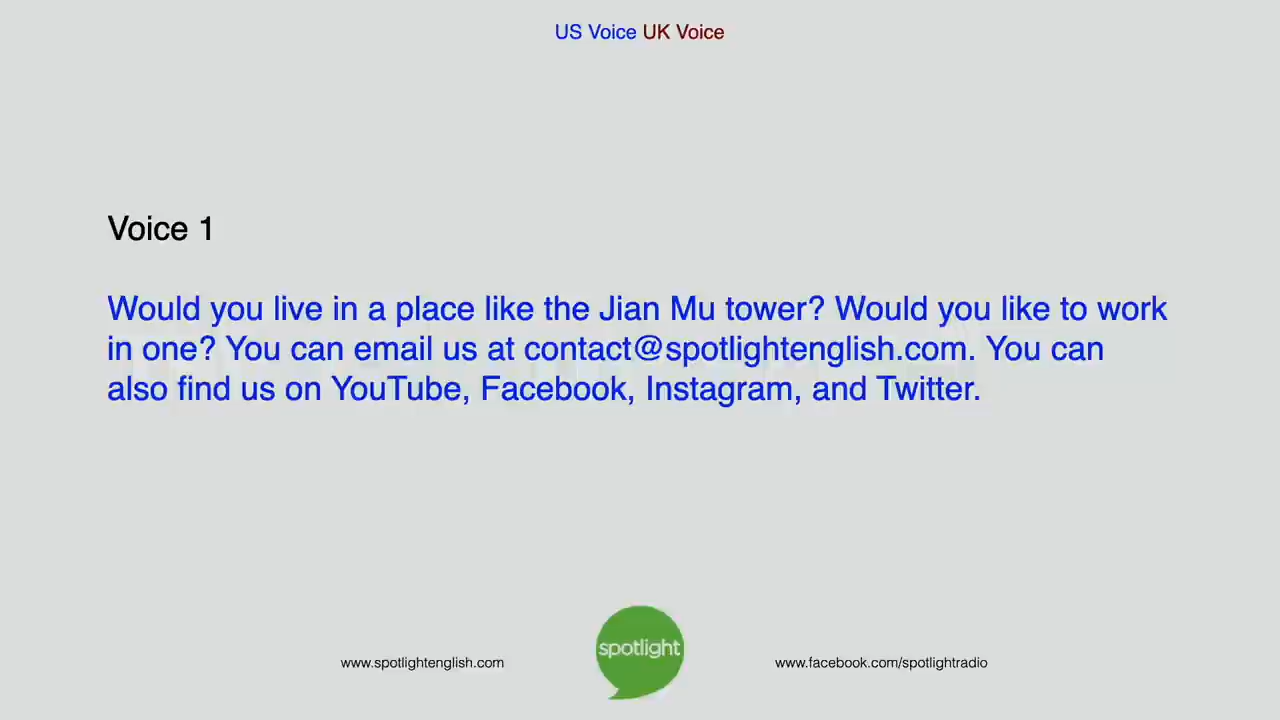 US Voice UK Voice
Voice 1
Would you live in a place like the Jian Mu tower? Would you like to work
in one? You can email us at contact@spotlightenglish.com. You can
also find us on YouTube, Facebook, Instagram, and Twitter.
spotlight
www.spotlightenglish.com
www.facebook.com/spotlightradio